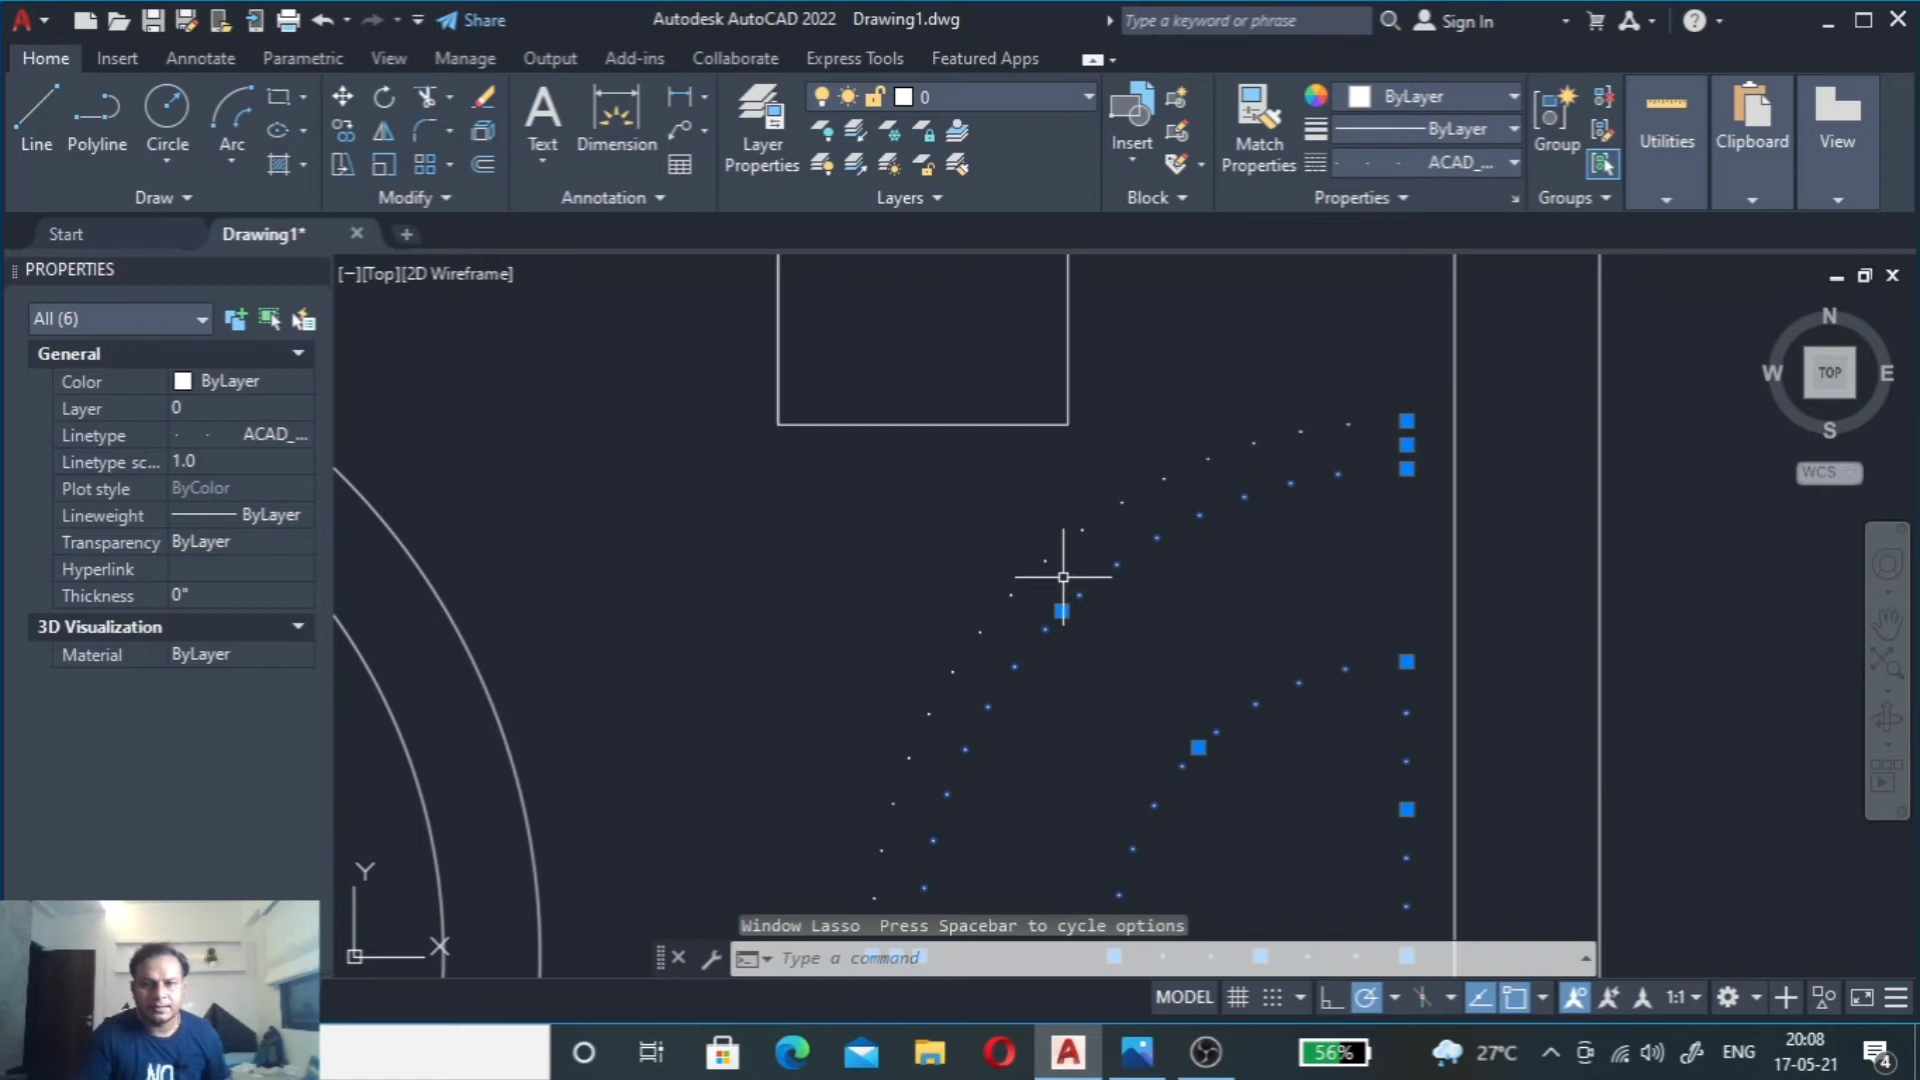 Share
Autodesk AutoCAD 2022 Drawing1.dwg
Type a keyword or phrase
Sign In
Home Insert Annotate Parametric View Manage Output Add-ins Collaborate Express Tools Featured Apps
Line Polyline Circle Arc
Text Dimension
Layer Properties
0
Insert
Match Properties
ByLayer
ByLayer
ACAD_...
Group
Utilities
Clipboard
View
Draw Modify Annotation Layers Block Properties Groups
Start Drawing1*
PROPERTIES
[−][Top][2D Wireframe]
All (6)
General
Color ByLayer
Layer 0
Linetype ACAD_...
Linetype sc... 1.0
Plot style ByColor
Lineweight ByLayer
Transparency ByLayer
Hyperlink
Thickness 0"
3D Visualization
Material ByLayer
N
W TOP E
S
WCS
Y
X
Window Lasso Press Spacebar to cycle options
Type a command
MODEL 1:1
NO
56%
27°C
ENG
20:08
17-05-21
4